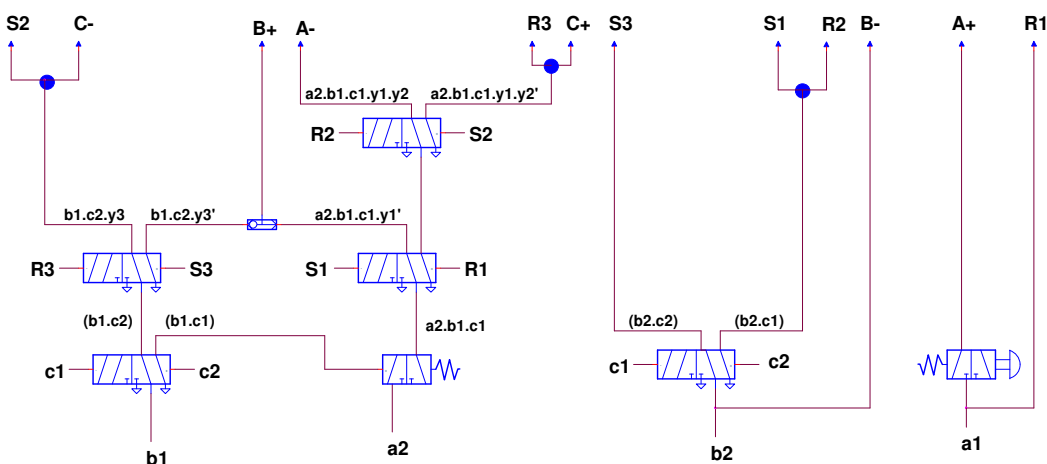 S2 C- B+ A- R3 C+ S3 S1 R2 B- A+ R1
a2.b1.c1.y1.y2 a2.b1.c1.y1.y2'
R2 S2
b1.c2.y3 b1.c2.y3' a2.b1.c1.y1'
R3 S3 S1 R1
(b1.c2) (b1.c1) a2.b1.c1 (b2.c2) (b2.c1)
c1 c2 c1 c2
b1 a2 b2 a1